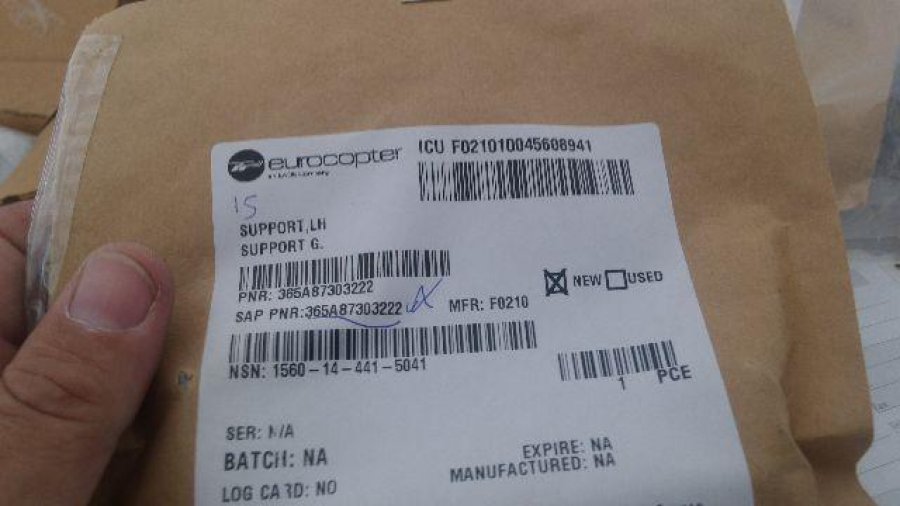 eurocopter
ICU F021010045608941
15
SUPPORT,LH
SUPPORT G.
PNR: 365A87303222
SAP PNR:365A87303222
MFR: F0210
NEW USED
NSN: 1560-14-441-5041
1 PCE
SER: N/A
BATCH: NA
EXPIRE: NA
MANUFACTURED: NA
LOG CARD: NO